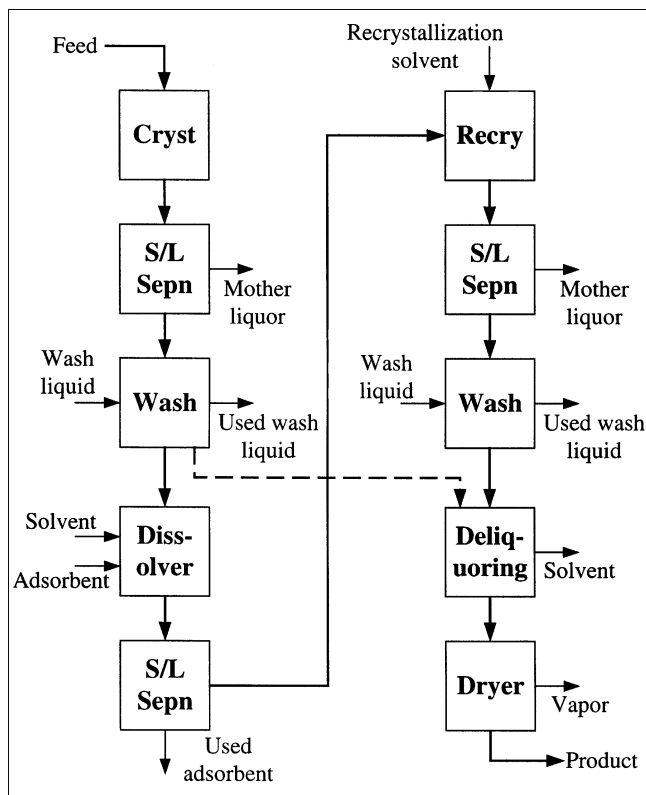 Feed
Cryst
S/L
Sepn
Mother
liquor
Wash
liquid
Wash
Used wash
liquid
Solvent
Adsorbent
Diss-
olver
S/L
Sepn
Used
adsorbent
Recrystallization
solvent
Recry
S/L
Sepn
Mother
liquor
Wash
liquid
Wash
Used wash
liquid
Deliq-
uoring
Solvent
Dryer
Vapor
Product